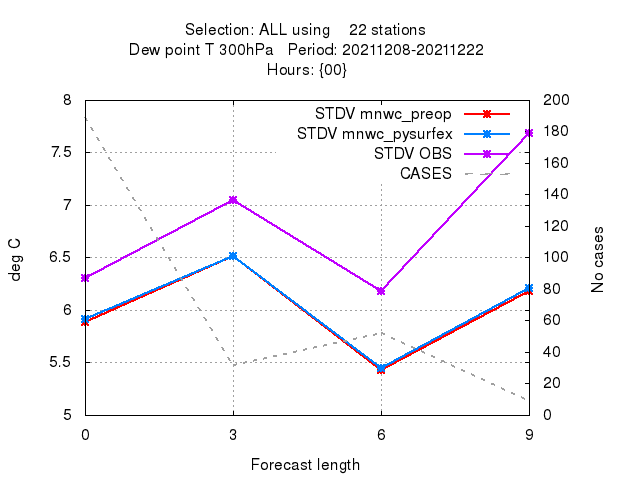 Selection: ALL using    22 stations
Dew point T 300hPa   Period: 20211208-20211222
Hours: {00}
STDV mnwc_preop
STDV mnwc_pysurfex
STDV OBS
CASES
8
7.5
7
6.5
6
5.5
5
deg C
200
180
160
140
120
100
80
60
40
20
0
No cases
0 3 6 9
Forecast length